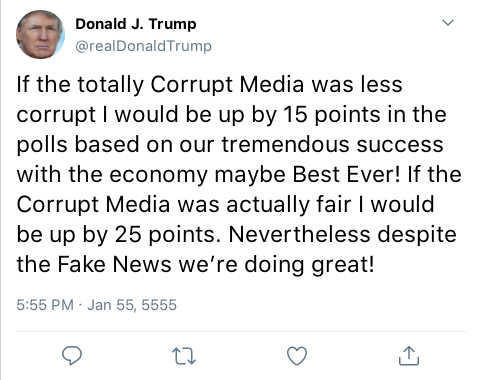 Donald J. Trump
@realDonaldTrump
If the totally Corrupt Media was less
corrupt I would be up by 15 points in the
polls based on our tremendous success
with the economy maybe Best Ever! If the
Corrupt Media was actually fair I would
be up by 25 points. Nevertheless despite
the Fake News we’re doing great!
5:55 PM · Jan 55, 5555